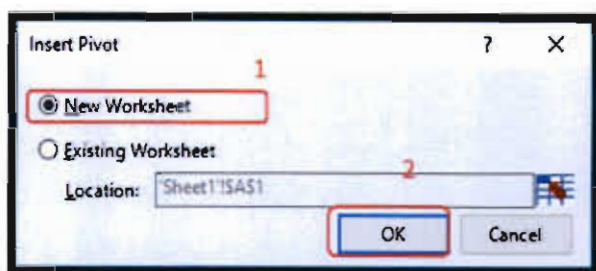 Insert Pivot ? X
1
New Worksheet
Existing Worksheet
2
Location: 'Sheet1'!$A$1
OK Cancel